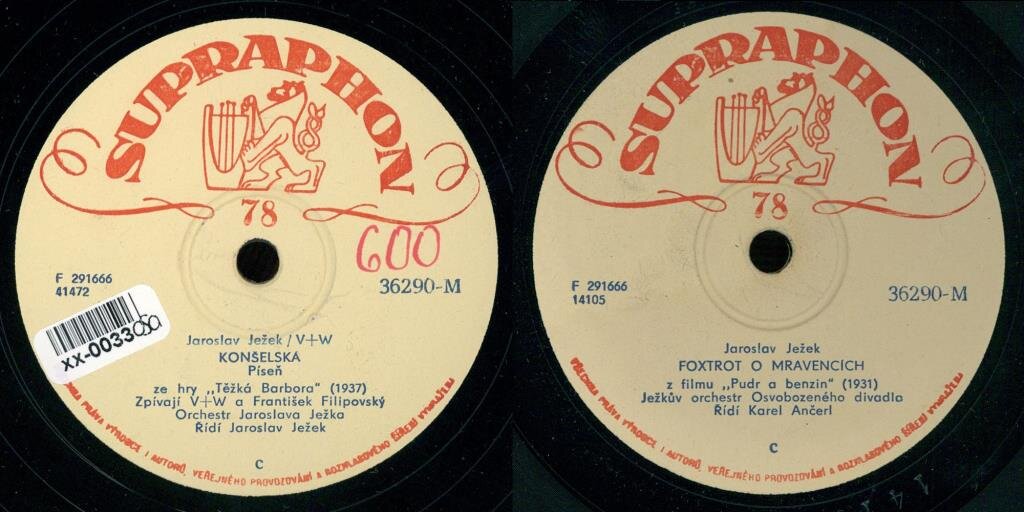 SUPRAPHON
78
600
F 291666
41472
36290-M
XX-0033050a
Jaroslav Ježek / V+W
KONŠELSKÁ
Píseň
ze hry „Těžká Barbora" (1937)
Zpívají V+W a František Filipovský
Orchestr Jaroslava Ježka
Řídí Jaroslav Ježek
C
PRÁVA VÝROBCE I AUTORŮ, VEŘEJNÉHO PROVOZOVÁNÍ A ROZHLASOVÉHO ŠÍŘENÍ VYHRAZENA
SUPRAPHON
78
F 291666
14105
36290-M
Jaroslav Ježek
FOXTROT O MRAVENCÍCH
z filmu „Pudr a benzin" (1931)
Ježkův orchestr Osvobozeného divadla
Řídí Karel Ančerl
C
VŠECHNA PRÁVA VÝROBCE I AUTORŮ, VEŘEJNÉHO PROVOZOVÁNÍ A ROZHLASOVÉHO ŠÍŘENÍ VYHRAZENA